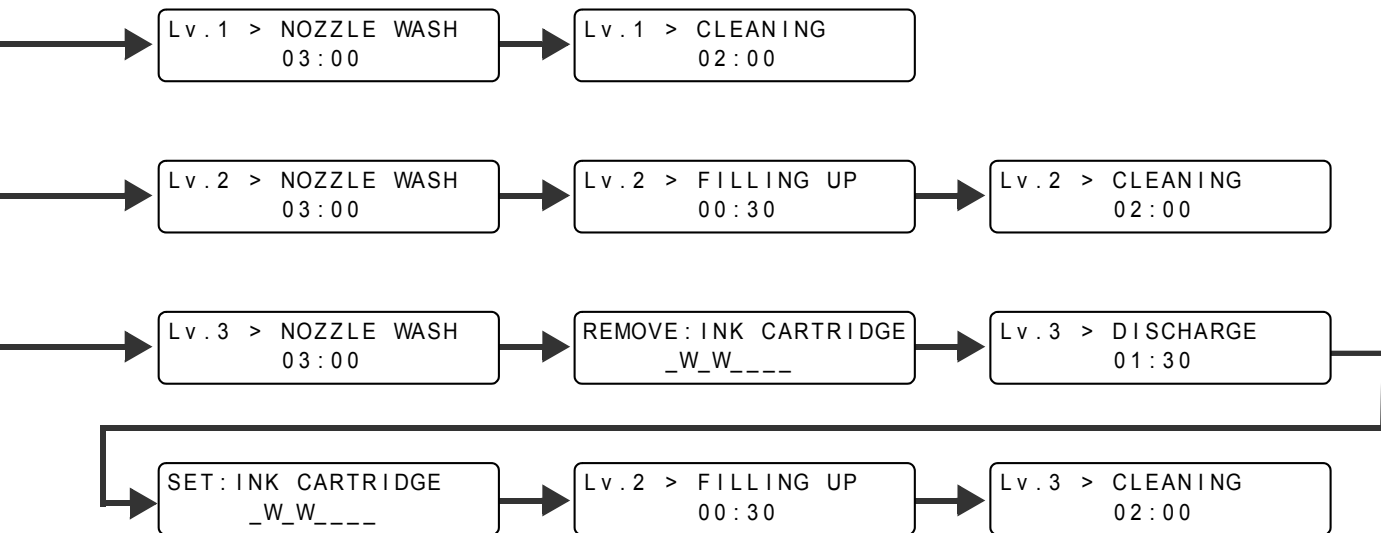 Lv.1 > NOZZLE WASH
03:00
Lv.1 > CLEANING
02:00
Lv.2 > NOZZLE WASH
03:00
Lv.2 > FILLING UP
00:30
Lv.2 > CLEANING
02:00
Lv.3 > NOZZLE WASH
03:00
REMOVE:INK CARTRIDGE
_W_W____
Lv.3 > DISCHARGE
01:30
SET:INK CARTRIDGE
_W_W____
Lv.2 > FILLING UP
00:30
Lv.3 > CLEANING
02:00